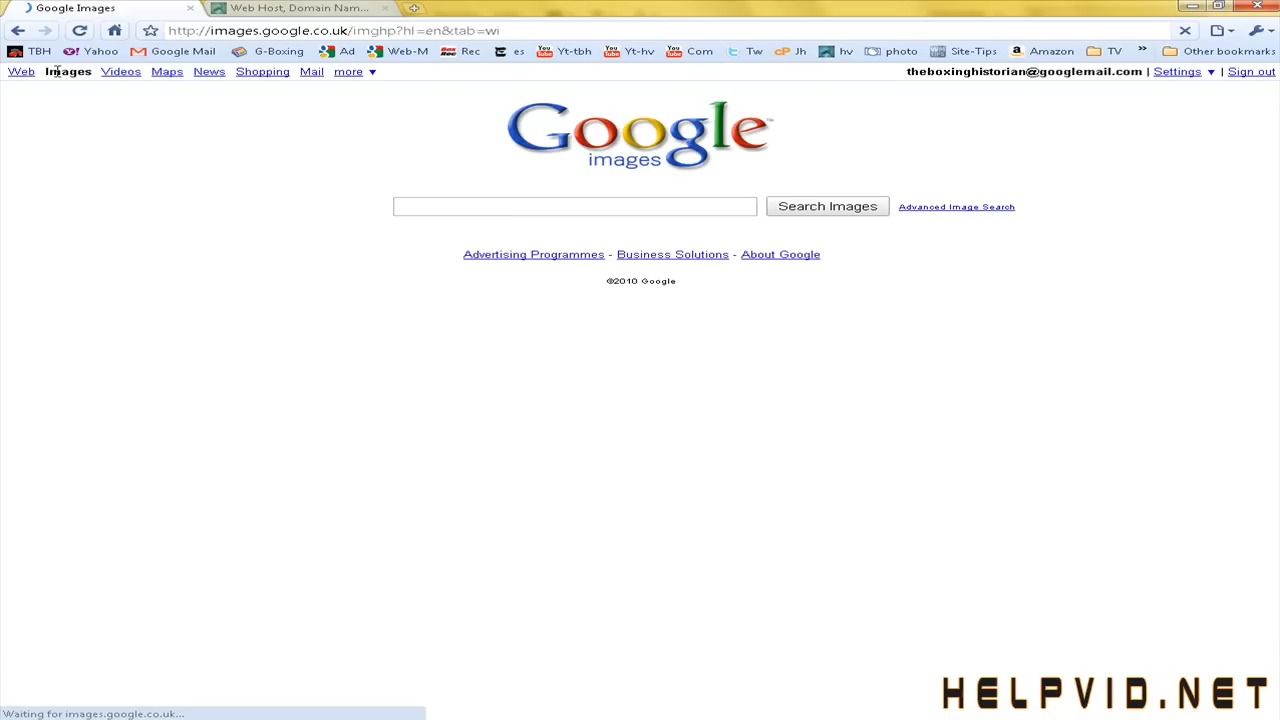 Google Images
Web Host, Domain Nam...
http://images.google.co.uk/imghp?hl=en&tab=wi
TBH Yahoo Google Mail G-Boxing Ad Web-M Rec es Yt-tbh Yt-hv Com Tw Jh hv photo Site-Tips Amazon TV » Other bookmarks
Web Images Videos Maps News Shopping Mail more ▼ theboxinghistorian@googlemail.com | Settings ▼ | Sign out
Google™
images
Search Images Advanced Image Search
Advertising Programmes - Business Solutions - About Google
©2010 Google
HELPVID.NET
Waiting for images.google.co.uk...